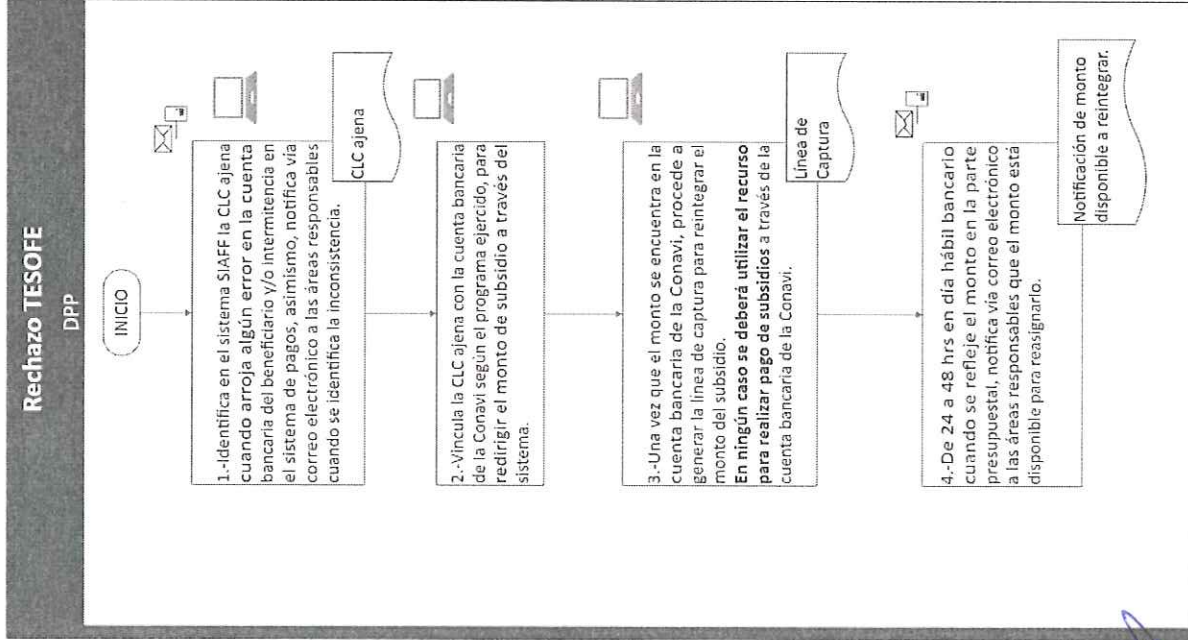 Rechazo TESOFE
DPP
INICIO
1.-Identifica en el sistema SIAFF la CLC ajena
cuando arroja algún error en la cuenta
bancaria del beneficiario y/o intermitencia en
el sistema de pagos, asimismo, notifica vía
correo electrónico a las áreas responsables
cuando se identifica la inconsistencia.
CLC ajena
2.-Vincula la CLC ajena con la cuenta bancaria
de la Conavi según el programa ejercido, para
redirigir el monto de subsidio a través del
sistema.
3.-Una vez que el monto se encuentra en la
cuenta bancaria de la Conavi, procede a
generar la línea de captura para reintegrar el
monto del subsidio.
En ningún caso se deberá utilizar el recurso
para realizar pago de subsidios a través de la
cuenta bancaria de la Conavi.
Línea de
Captura
4.-De 24 a 48 hrs en día hábil bancario
cuando se refleje el monto en la parte
presupuestal, notifica vía correo electrónico
a las áreas responsables que el monto está
disponible para reasignarlo.
Notificación de monto
disponible a reintegrar.